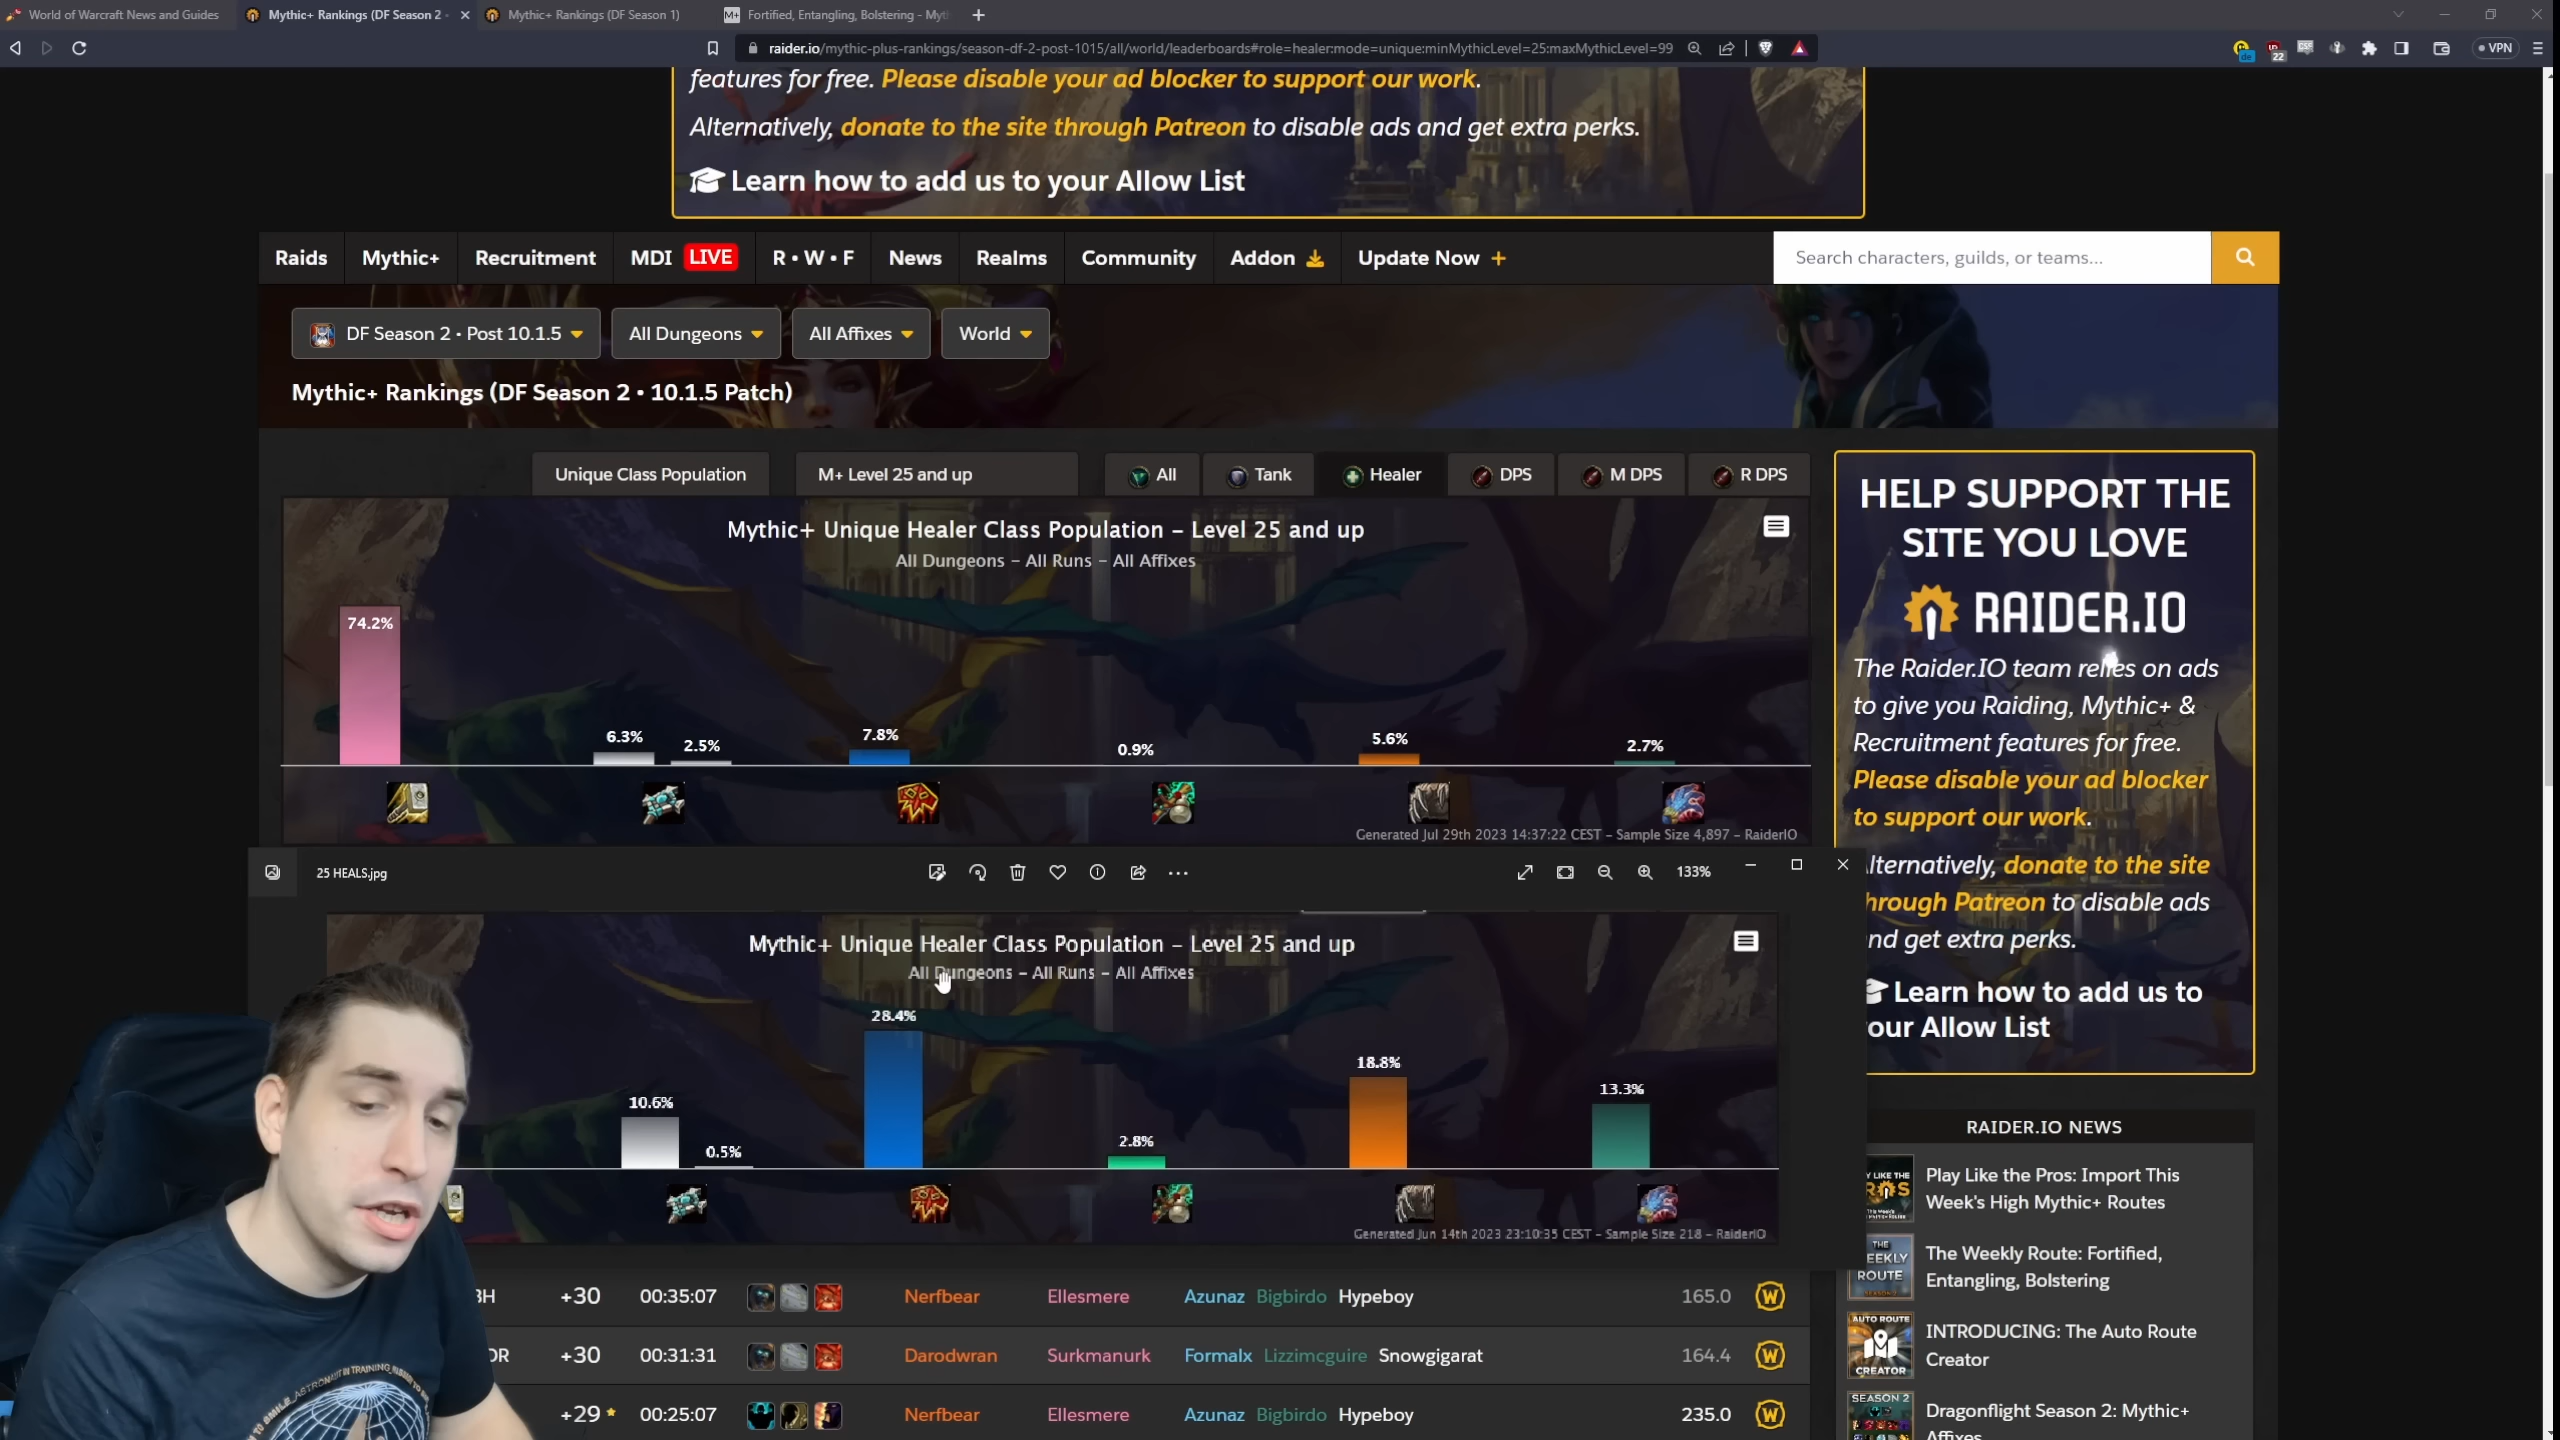 World of Warcraft News and Guides
Mythic+ Rankings (DF Season 2
Mythic+ Rankings (DF Season 1)
M+ Fortified, Entangling, Bolstering - Myt
raider.io/mythic-plus-rankings/season-df-2-post-1015/all/world/leaderboards#role=healer:mode=unique:minMythicLevel=25:maxMythicLevel=99
22
VPN
features for free. Please disable your ad blocker to support our work.
Alternatively, donate to the site through Patreon to disable ads and get extra perks.
Learn how to add us to your Allow List
Raids Mythic+ Recruitment MDI LIVE R•W•F News Realms Community Addon Update Now +
Search characters, guilds, or teams...
DF Season 2 • Post 10.1.5 All Dungeons All Affixes World
Mythic+ Rankings (DF Season 2 • 10.1.5 Patch)
Unique Class Population M+ Level 25 and up All Tank Healer DPS M DPS R DPS
Mythic+ Unique Healer Class Population – Level 25 and up
All Dungeons – All Runs – All Affixes
74.2%
6.3%
2.5%
7.8%
0.9%
5.6%
2.7%
Generated Jul 29th 2023 14:37:22 CEST – Sample Size 4,897 – RaiderIO
25 HEALS.jpg
133%
Mythic+ Unique Healer Class Population – Level 25 and up
All Dungeons – All Runs – All Affixes
10.6%
0.5%
28.4%
2.8%
18.8%
13.3%
Generated Jun 14th 2023 23:10:35 CEST – Sample Size 218 – RaiderIO
+30 00:35:07 Nerfbear Ellesmere Azunaz Bigbirdo Hypeboy 165.0
+30 00:31:31 Darodwran Surkmanurk Formalx Lizzimcguire Snowgigarat 164.4
+29 00:25:07 Nerfbear Ellesmere Azunaz Bigbirdo Hypeboy 235.0
HELP SUPPORT THE
SITE YOU LOVE
RAIDER.IO
The Raider.IO team relies on ads
to give you Raiding, Mythic+ &
Recruitment features for free.
Please disable your ad blocker
to support our work.
lternatively, donate to the site
hrough Patreon to disable ads
nd get extra perks.
Learn how to add us to
our Allow List
RAIDER.IO NEWS
Play Like the Pros: Import This
Week's High Mythic+ Routes
The Weekly Route: Fortified,
Entangling, Bolstering
INTRODUCING: The Auto Route
Creator
AUTO ROUTE
CREATOR
SEASON 2
Dragonflight Season 2: Mythic+
Affixes